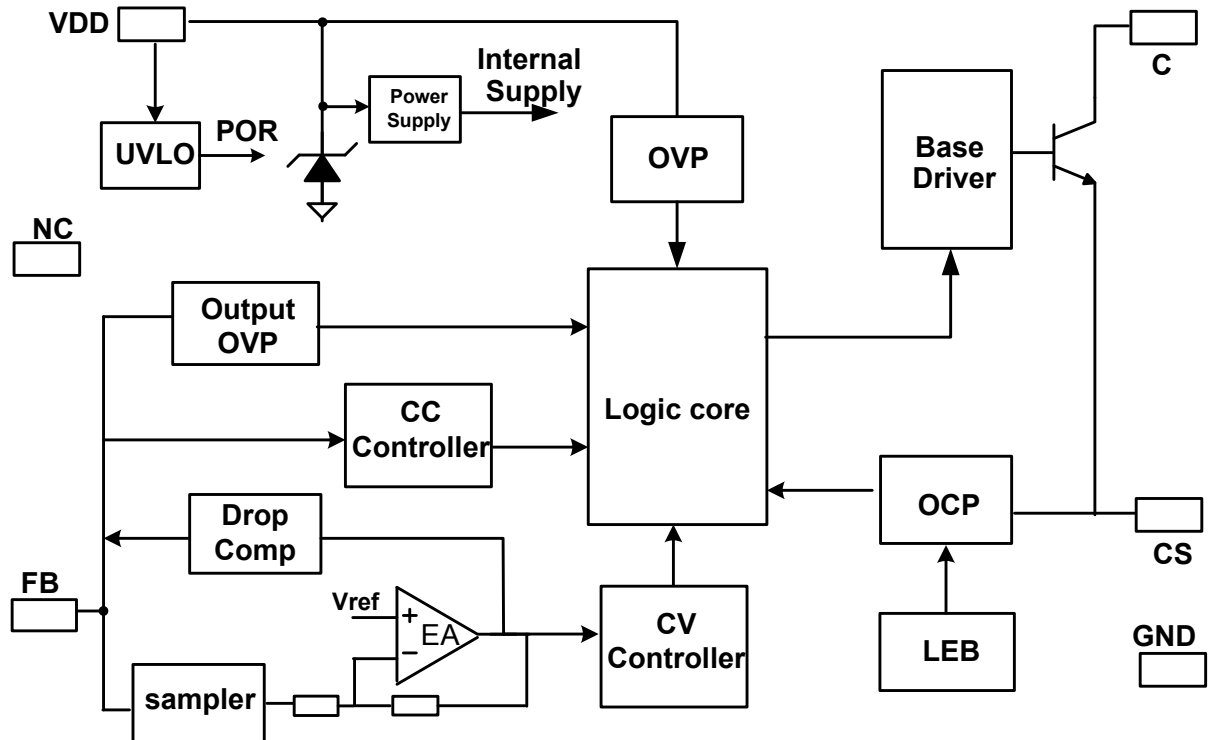 VDD
C
Internal
Supply
Power
Supply
POR
UVLO
OVP
Base
Driver
NC
Output
OVP
CC
Controller
Logic core
Drop
Comp
OCP
CS
FB
Vref
+
EA
−
CV
Controller
LEB
GND
sampler